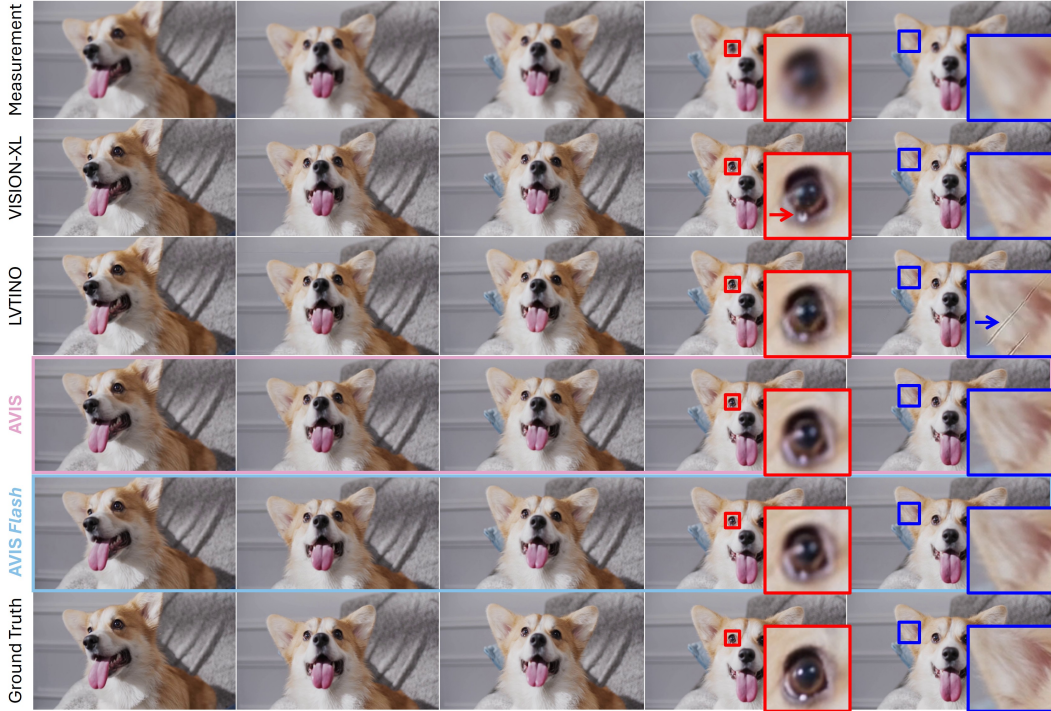 Measurement
VISION-XL
LVTINO
AVIS
AVIS Flash
Ground Truth